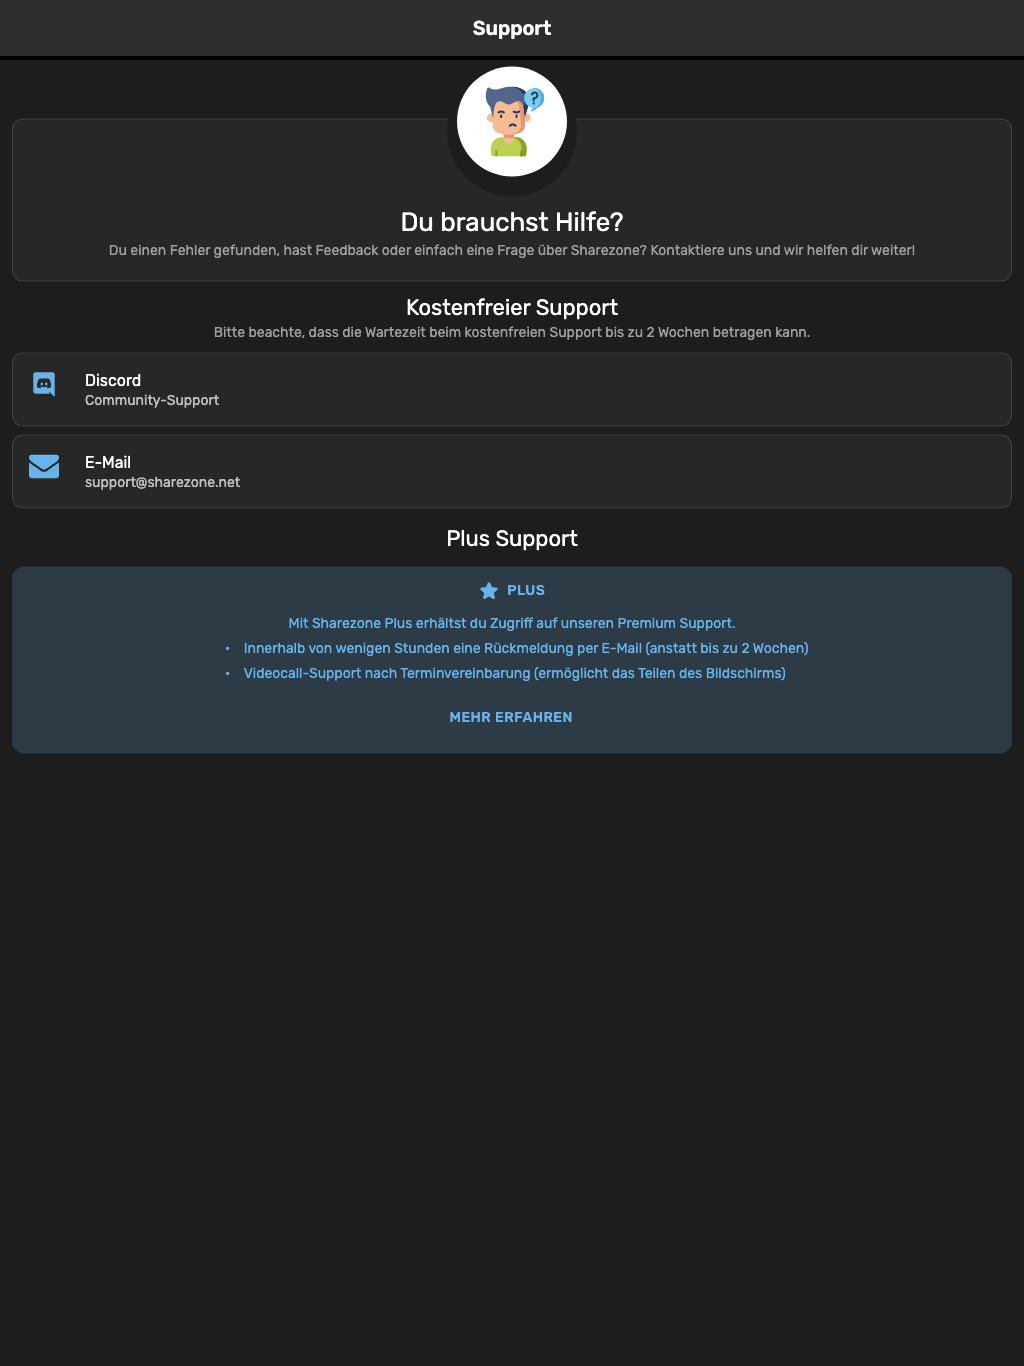 Support
?
Du brauchst Hilfe?
Du einen Fehler gefunden, hast Feedback oder einfach eine Frage über Sharezone? Kontaktiere uns und wir helfen dir weiter!
Kostenfreier Support
Bitte beachte, dass die Wartezeit beim kostenfreien Support bis zu 2 Wochen betragen kann.
Discord
Community-Support
E-Mail
support@sharezone.net
Plus Support
PLUS
Mit Sharezone Plus erhältst du Zugriff auf unseren Premium Support.
• Innerhalb von wenigen Stunden eine Rückmeldung per E-Mail (anstatt bis zu 2 Wochen)
• Videocall-Support nach Terminvereinbarung (ermöglicht das Teilen des Bildschirms)
MEHR ERFAHREN